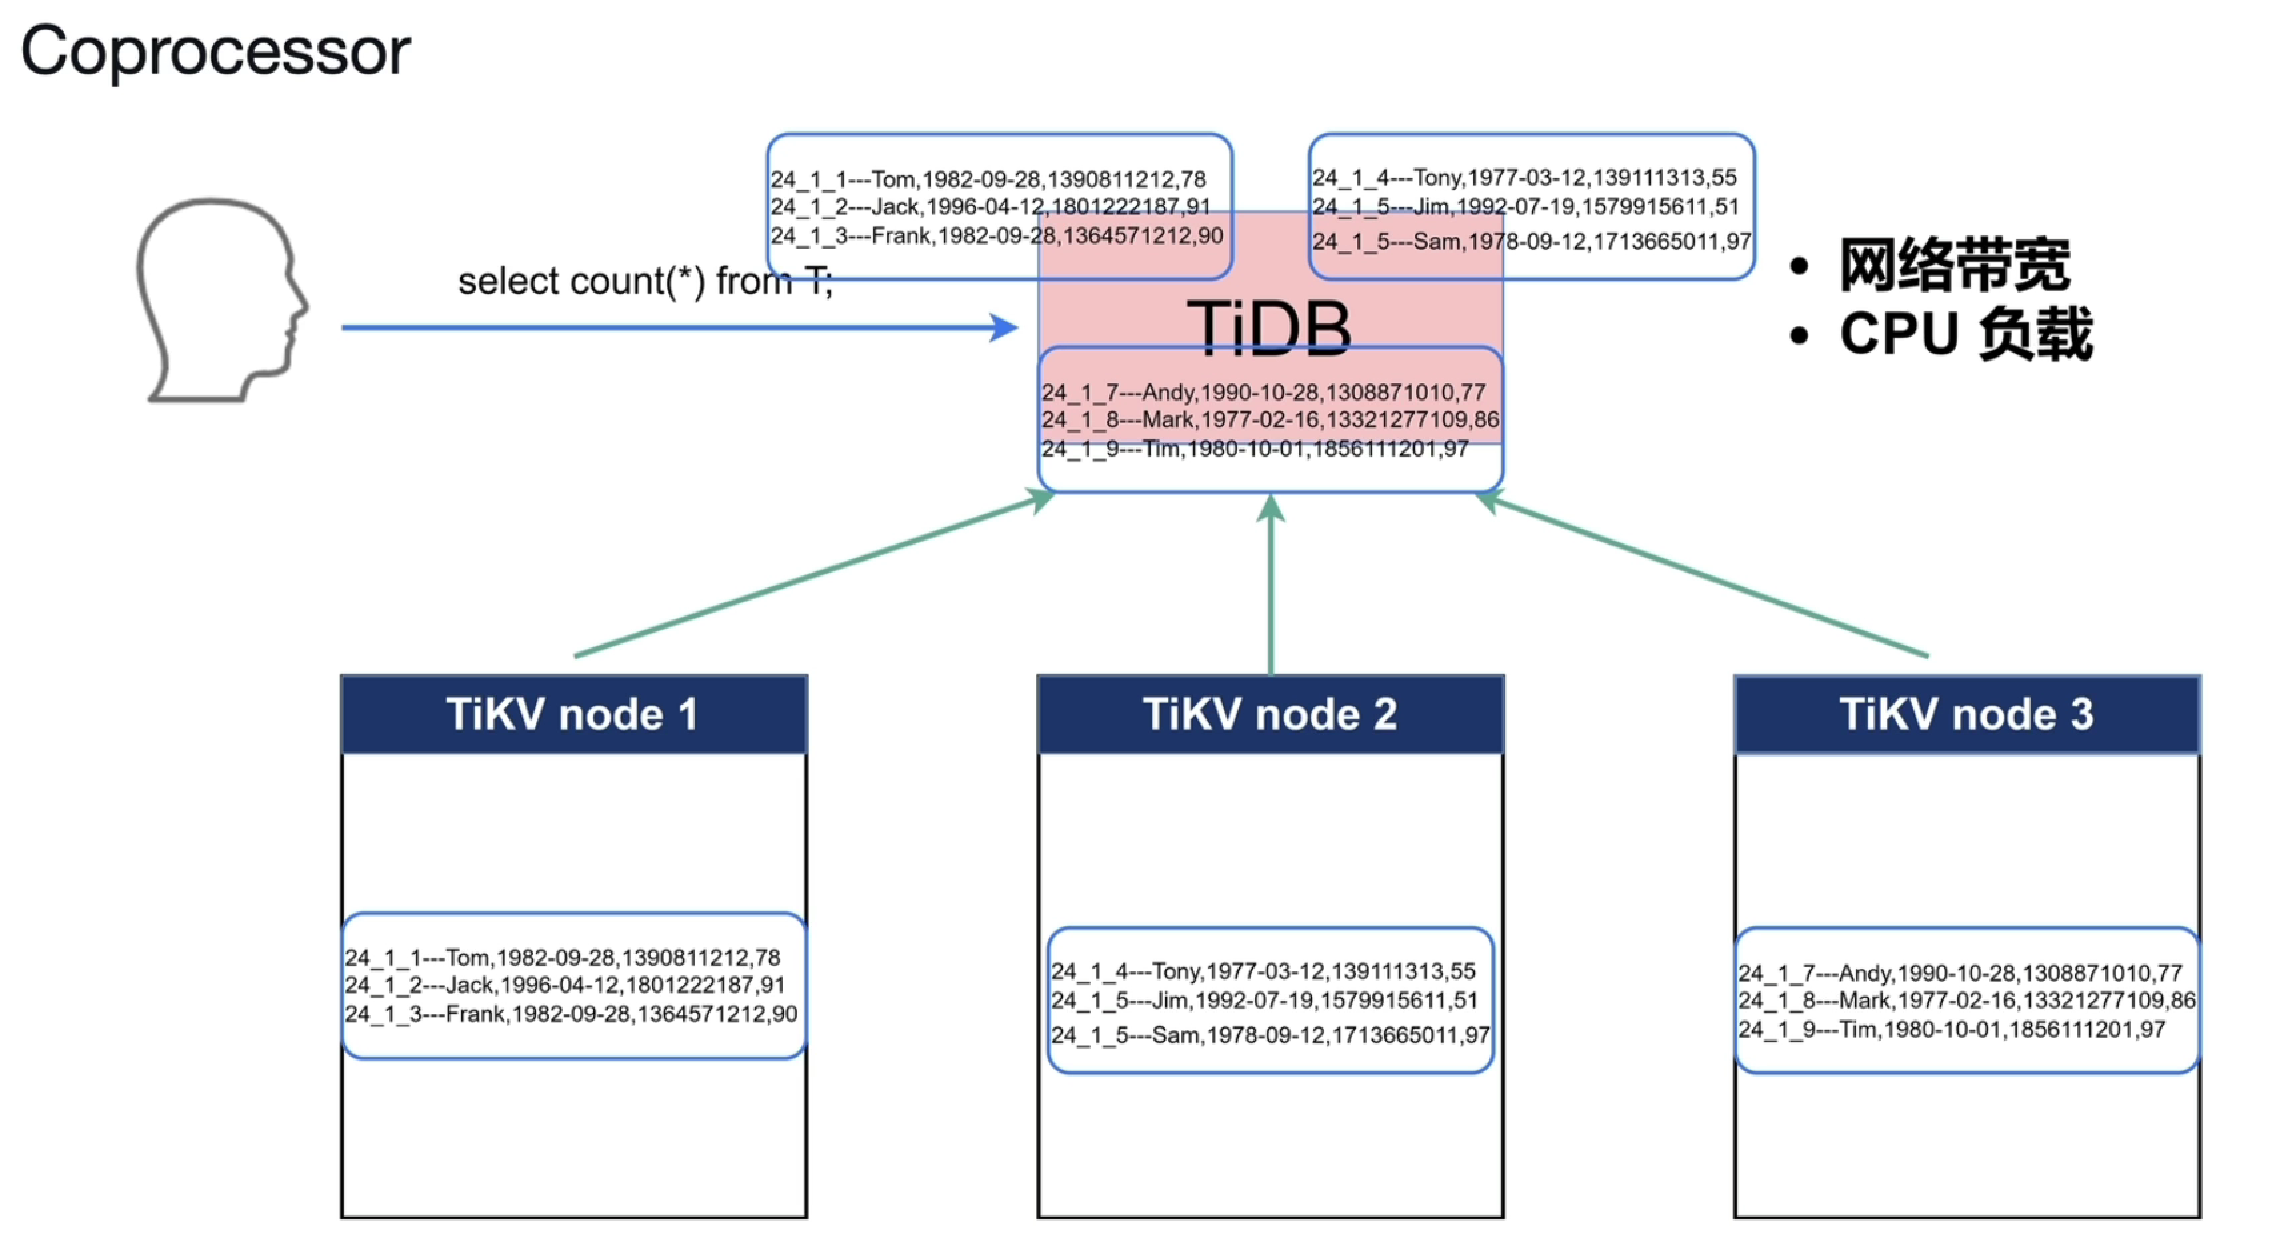 Coprocessor
24_1_1---Tom,1982-09-28,1390811212,78
24_1_2---Jack,1996-04-12,1801222187,91
24_1_3---Frank,1982-09-28,1364571212,90
24_1_4---Tony,1977-03-12,139111313,55
24_1_5---Jim,1992-07-19,1579915611,51
24_1_5---Sam,1978-09-12,1713665011,97
select count(*) from T;
TiDB
• 网络带宽
• CPU 负载
24_1_7---Andy,1990-10-28,1308871010,77
24_1_8---Mark,1977-02-16,13321277109,86
24_1_9---Tim,1980-10-01,1856111201,97
TiKV node 1
24_1_1---Tom,1982-09-28,1390811212,78
24_1_2---Jack,1996-04-12,1801222187,91
24_1_3---Frank,1982-09-28,1364571212,90
TiKV node 2
24_1_4---Tony,1977-03-12,139111313,55
24_1_5---Jim,1992-07-19,1579915611,51
24_1_5---Sam,1978-09-12,1713665011,97
TiKV node 3
24_1_7---Andy,1990-10-28,1308871010,77
24_1_8---Mark,1977-02-16,13321277109,86
24_1_9---Tim,1980-10-01,1856111201,97